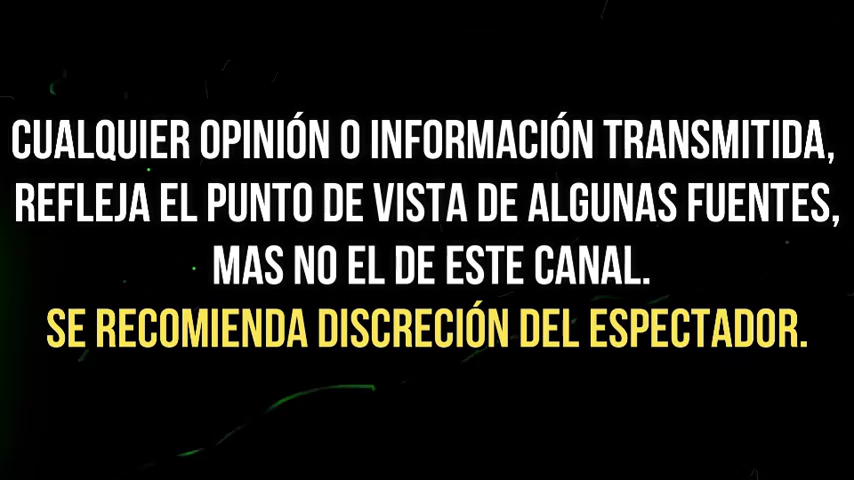 CUALQUIER OPINIÓN O INFORMACIÓN TRANSMITIDA,
REFLEJA EL PUNTO DE VISTA DE ALGUNAS FUENTES,
MAS NO EL DE ESTE CANAL.
SE RECOMIENDA DISCRECIÓN DEL ESPECTADOR.